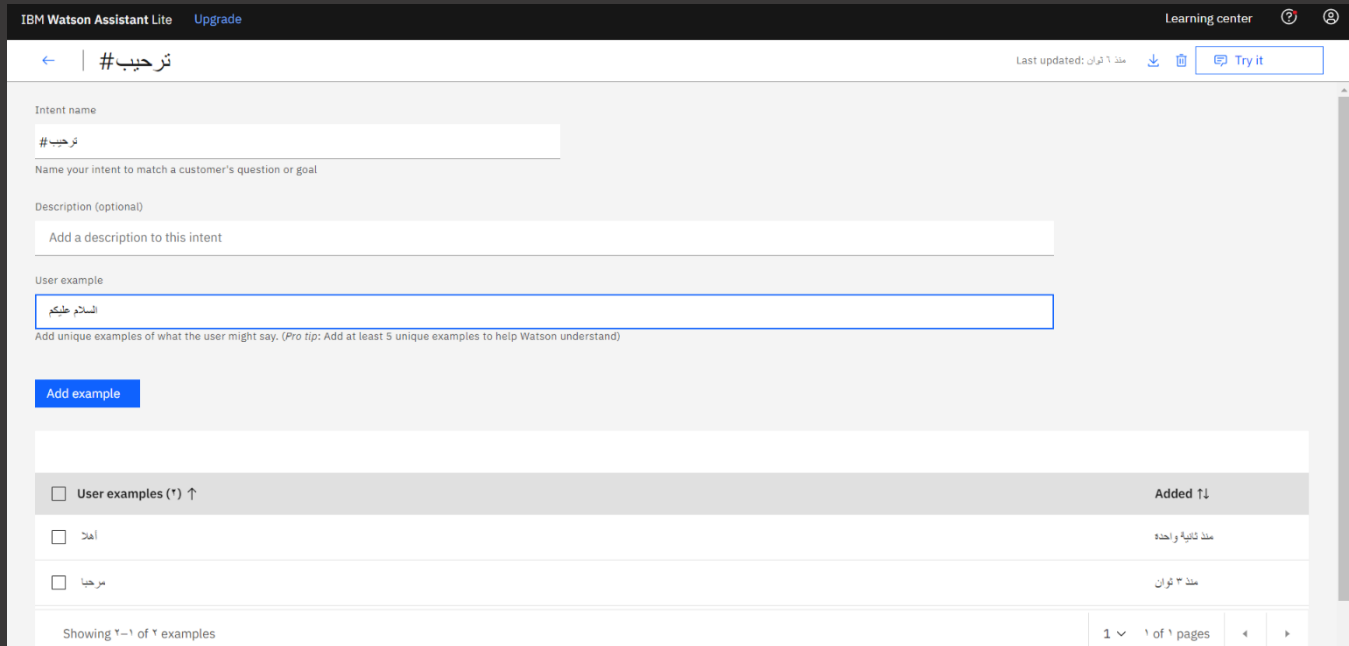 IBM Watson Assistant Lite Upgrade Learning center
#ترحيب Last updated: منذ ٦ ثوان Try it
Intent name
#ترحيب
Name your intent to match a customer's question or goal
Description (optional)
Add a description to this intent
User example
السلام عليكم
Add unique examples of what the user might say. (Pro tip: Add at least 5 unique examples to help Watson understand)
Add example
User examples (٢) ↑ Added ↑↓
أهلا منذ ثانية واحدة
مرحبا منذ ٣ ثوان
Showing ١–٢ of ٢ examples 1 ١ of ١ pages